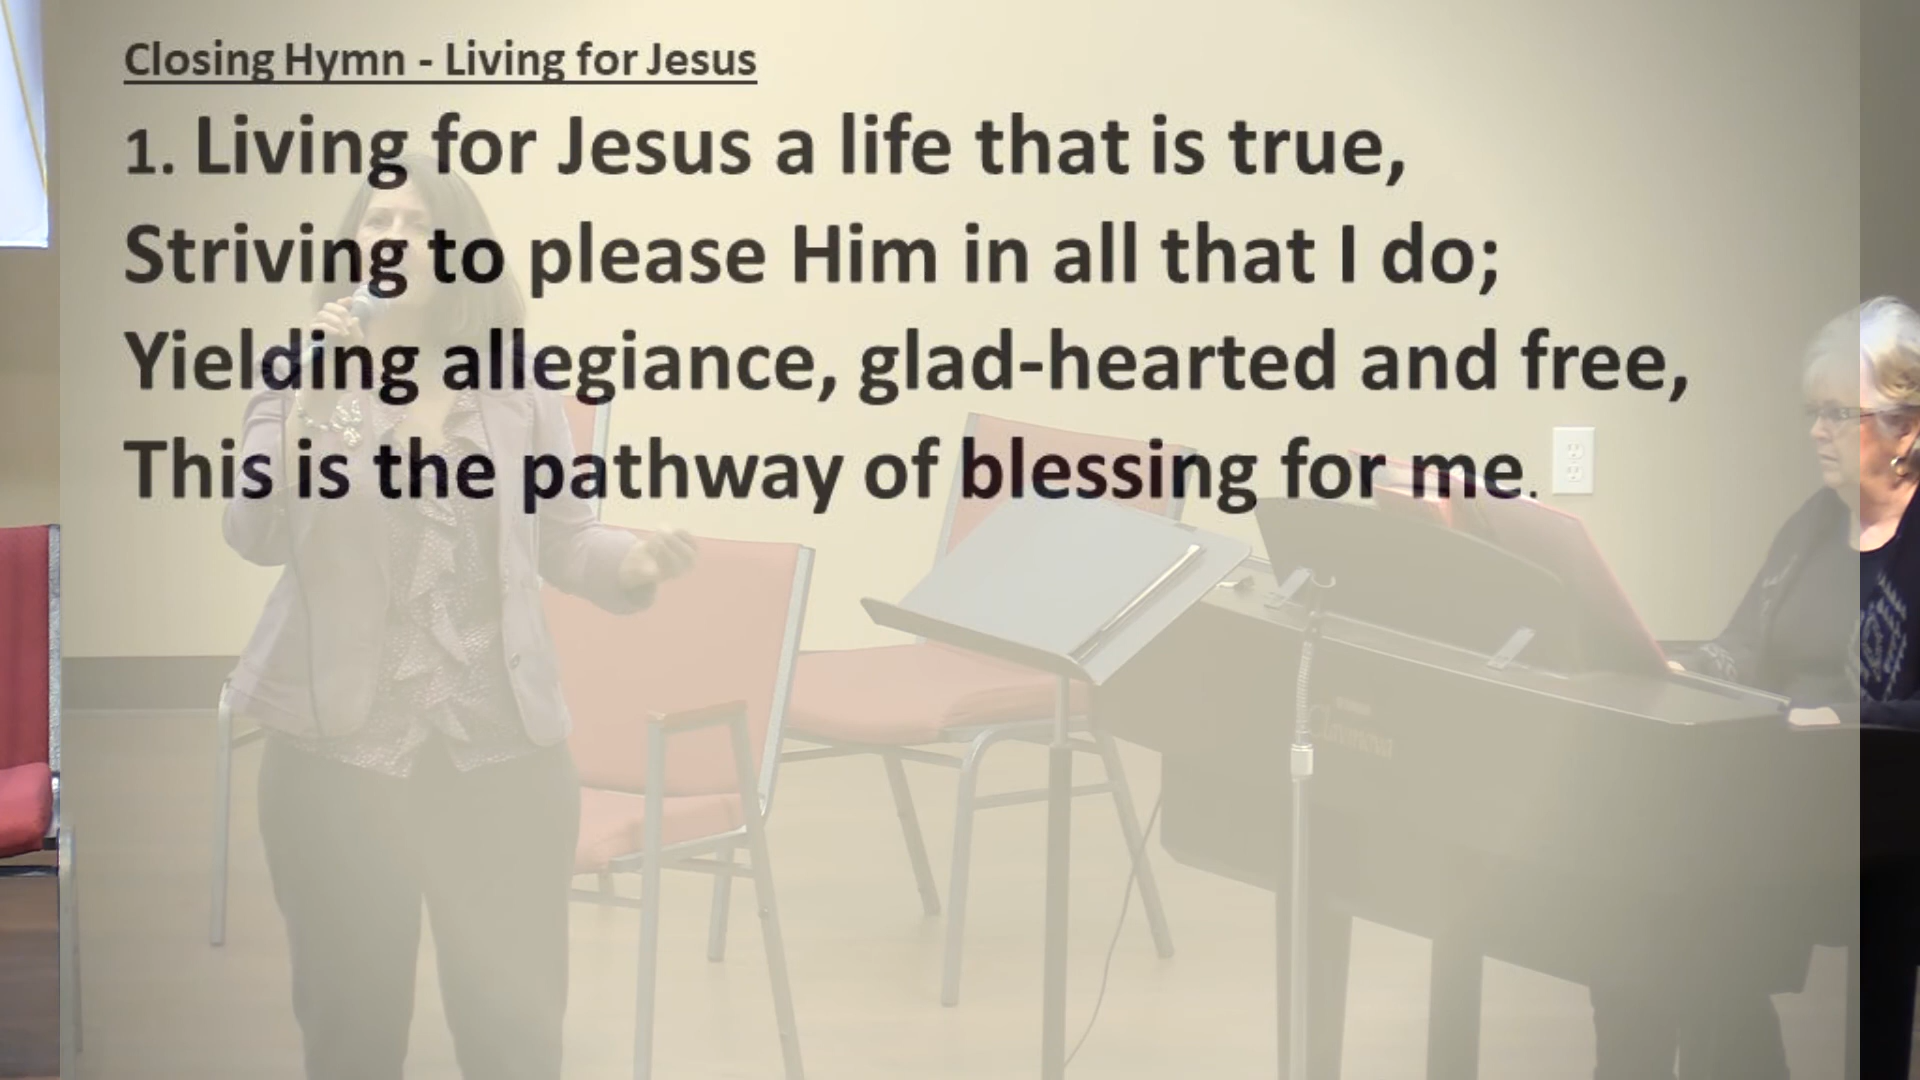 Closing Hymn - Living for Jesus
1. Living for Jesus a life that is true,
Striving to please Him in all that I do;
Yielding allegiance, glad-hearted and free,
This is the pathway of blessing for me.